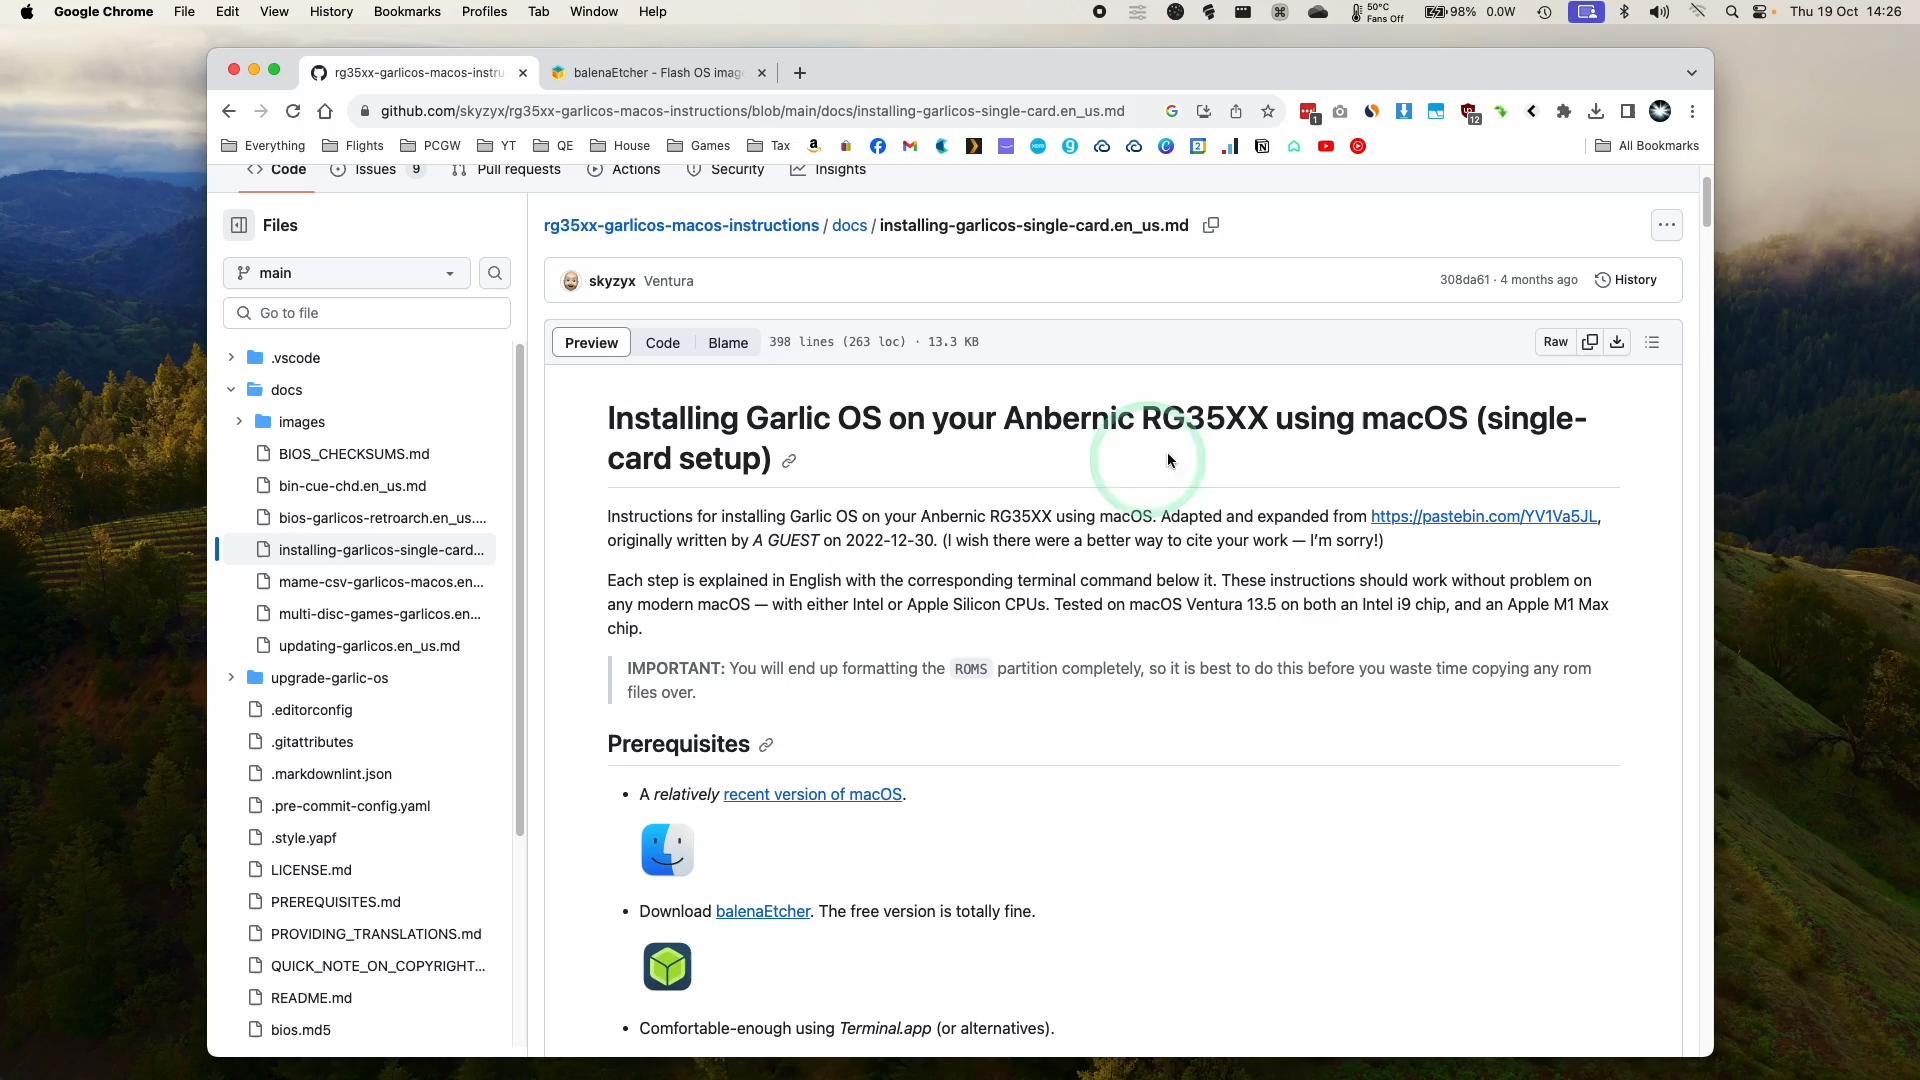 Google Chrome File Edit View History Bookmarks Profiles Tab Window Help
50°C
Fans Off
98% 0.0W
Thu 19 Oct 14:26
rg35xx-garlicos-macos-instru
balenaEtcher - Flash OS imag
github.com/skyzyx/rg35xx-garlicos-macos-instructions/blob/main/docs/installing-garlicos-single-card.en_us.md
Everything Flights PCGW YT QE House Games Tax All Bookmarks
Code Issues 9 Pull requests Actions Security Insights
Files
main
Go to file
.vscode
docs
images
BIOS_CHECKSUMS.md
bin-cue-chd.en_us.md
bios-garlicos-retroarch.en_us....
installing-garlicos-single-card...
mame-csv-garlicos-macos.en...
multi-disc-games-garlicos.en...
updating-garlicos.en_us.md
upgrade-garlic-os
.editorconfig
.gitattributes
.markdownlint.json
.pre-commit-config.yaml
.style.yapf
LICENSE.md
PREREQUISITES.md
PROVIDING_TRANSLATIONS.md
QUICK_NOTE_ON_COPYRIGHT...
README.md
bios.md5
rg35xx-garlicos-macos-instructions / docs / installing-garlicos-single-card.en_us.md
skyzyx Ventura
308da61 · 4 months ago History
Preview Code Blame 398 lines (263 loc) · 13.3 KB
Raw
Installing Garlic OS on your Anbernic RG35XX using macOS (single-
card setup)
Instructions for installing Garlic OS on your Anbernic RG35XX using macOS. Adapted and expanded from https://pastebin.com/YV1Va5JL,
originally written by A GUEST on 2022-12-30. (I wish there were a better way to cite your work — I'm sorry!)
Each step is explained in English with the corresponding terminal command below it. These instructions should work without problem on
any modern macOS — with either Intel or Apple Silicon CPUs. Tested on macOS Ventura 13.5 on both an Intel i9 chip, and an Apple M1 Max
chip.
IMPORTANT: You will end up formatting the ROMS partition completely, so it is best to do this before you waste time copying any rom
files over.
Prerequisites
• A relatively recent version of macOS.
• Download balenaEtcher. The free version is totally fine.
• Comfortable-enough using Terminal.app (or alternatives).